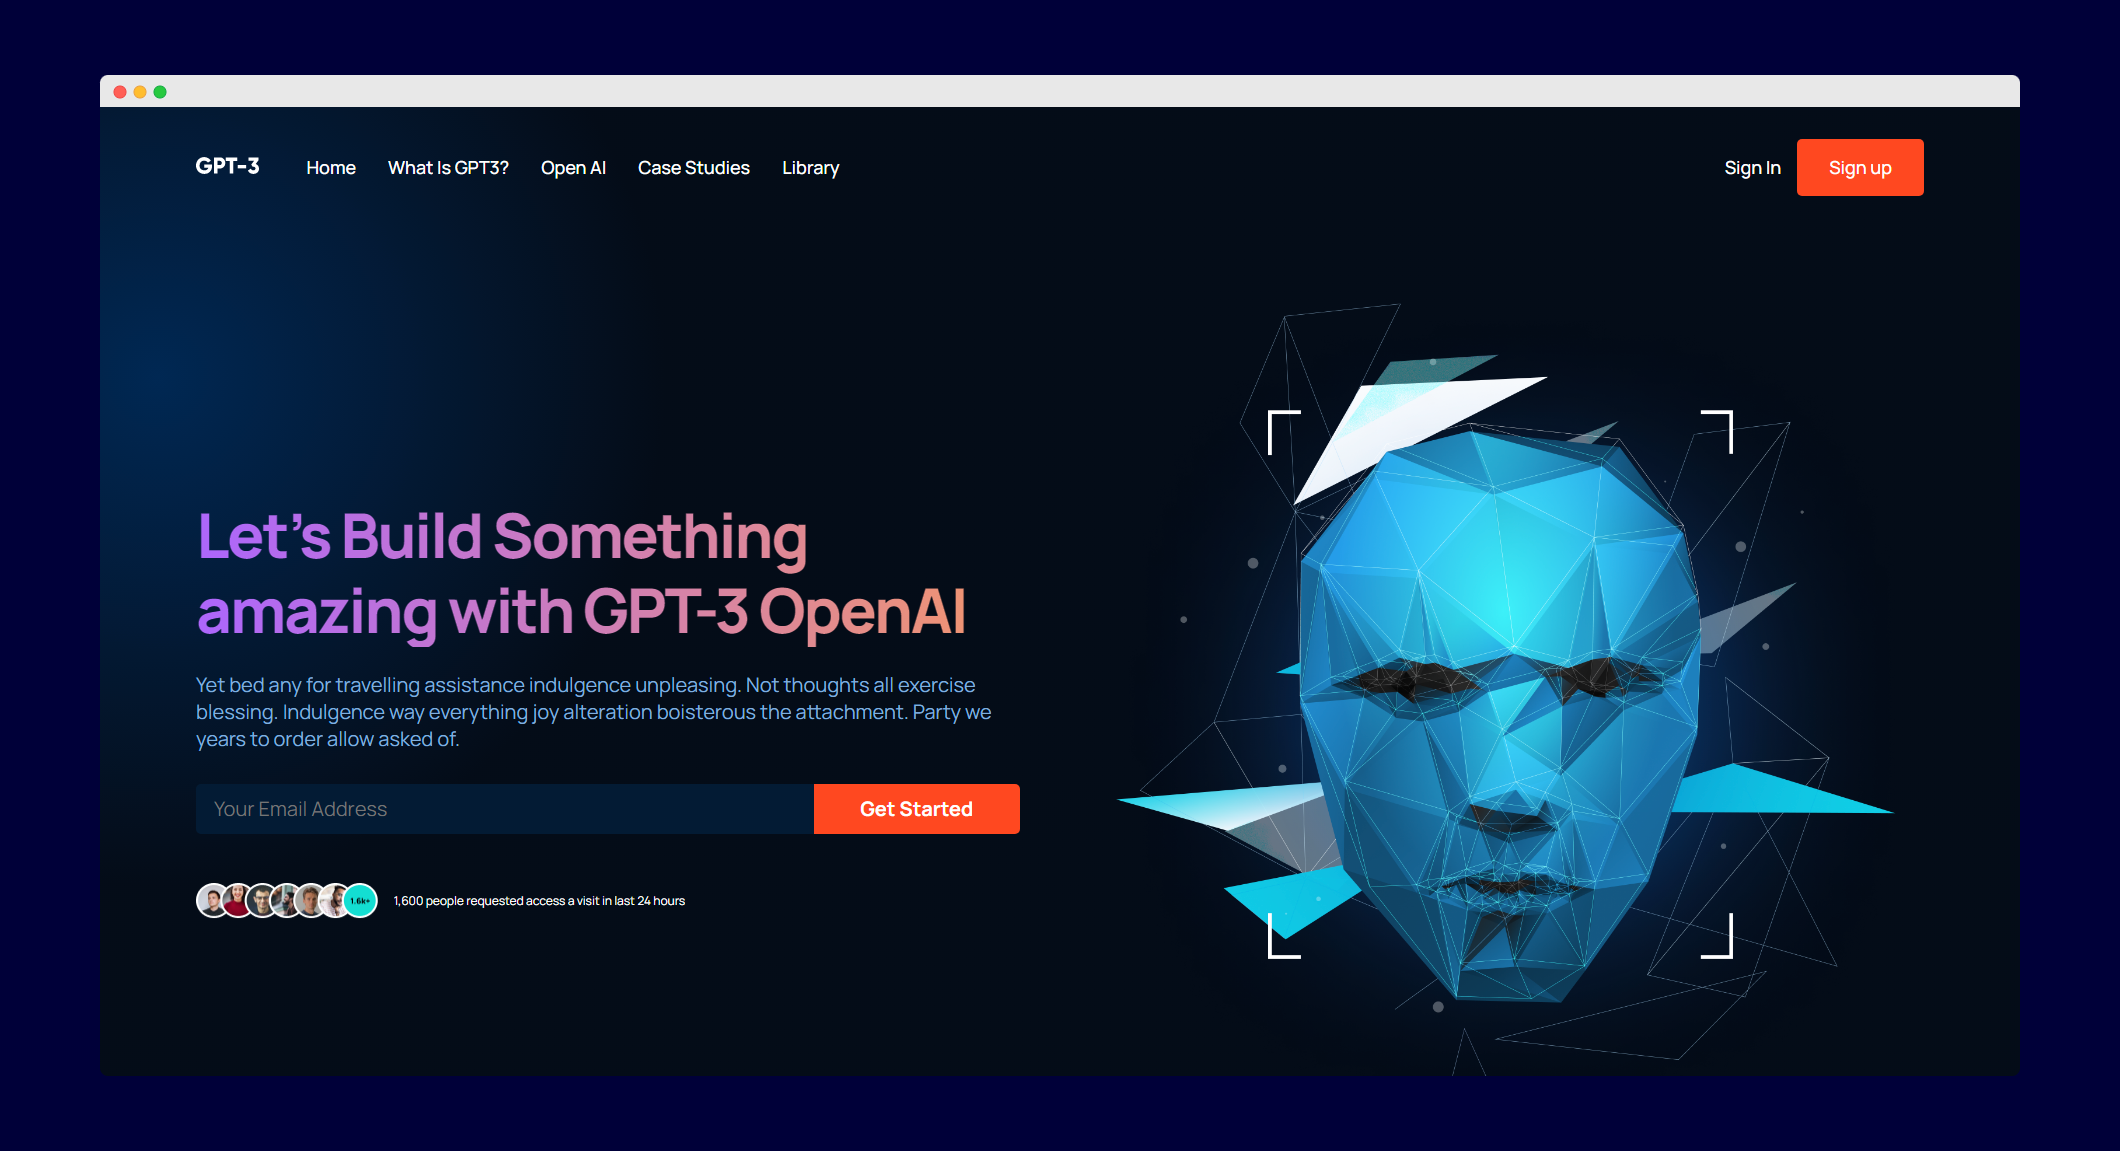 GPT-3 Home What Is GPT3? Open AI Case Studies Library Sign In Sign up
Let's Build Something
amazing with GPT-3 OpenAI
Yet bed any for travelling assistance indulgence unpleasing. Not thoughts all exercise
blessing. Indulgence way everything joy alteration boisterous the attachment. Party we
years to order allow asked of.
Your Email Address Get Started
1.6k+ 1,600 people requested access a visit in last 24 hours